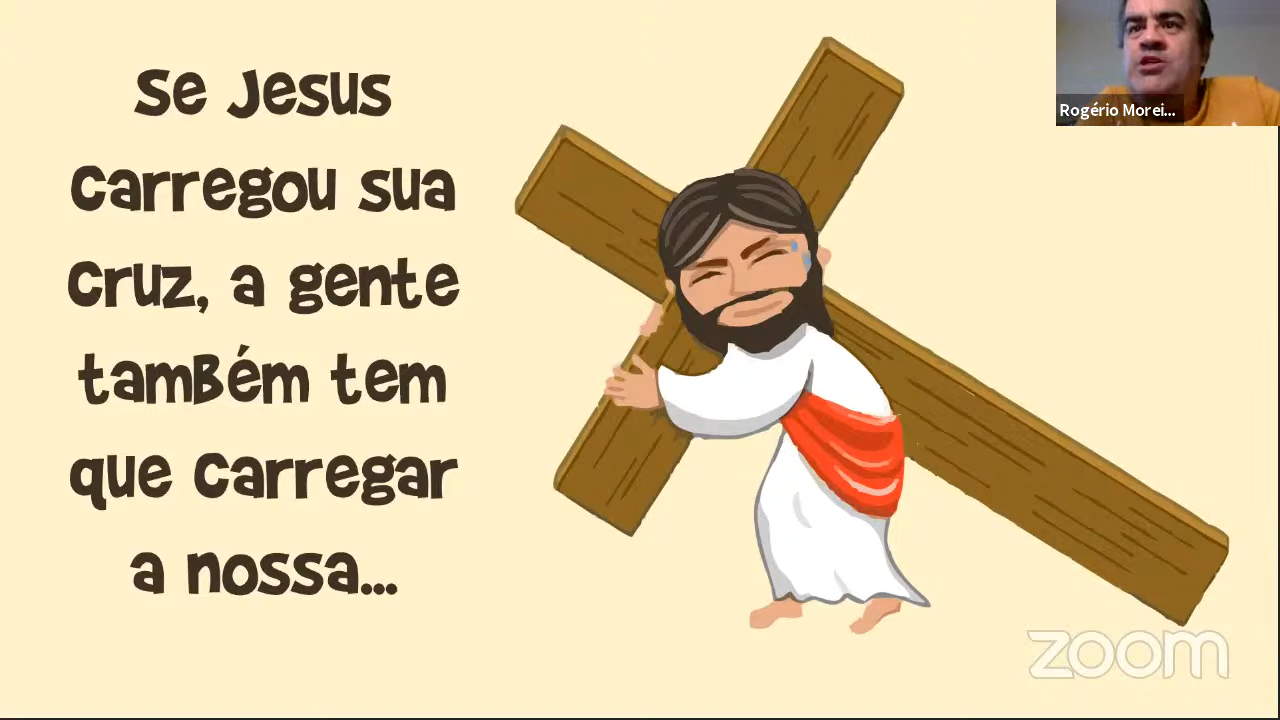 Se Jesus
carregou sua
cruz, a gente
também tem
que carregar
a nossa...
Rogério Morei...
zoom